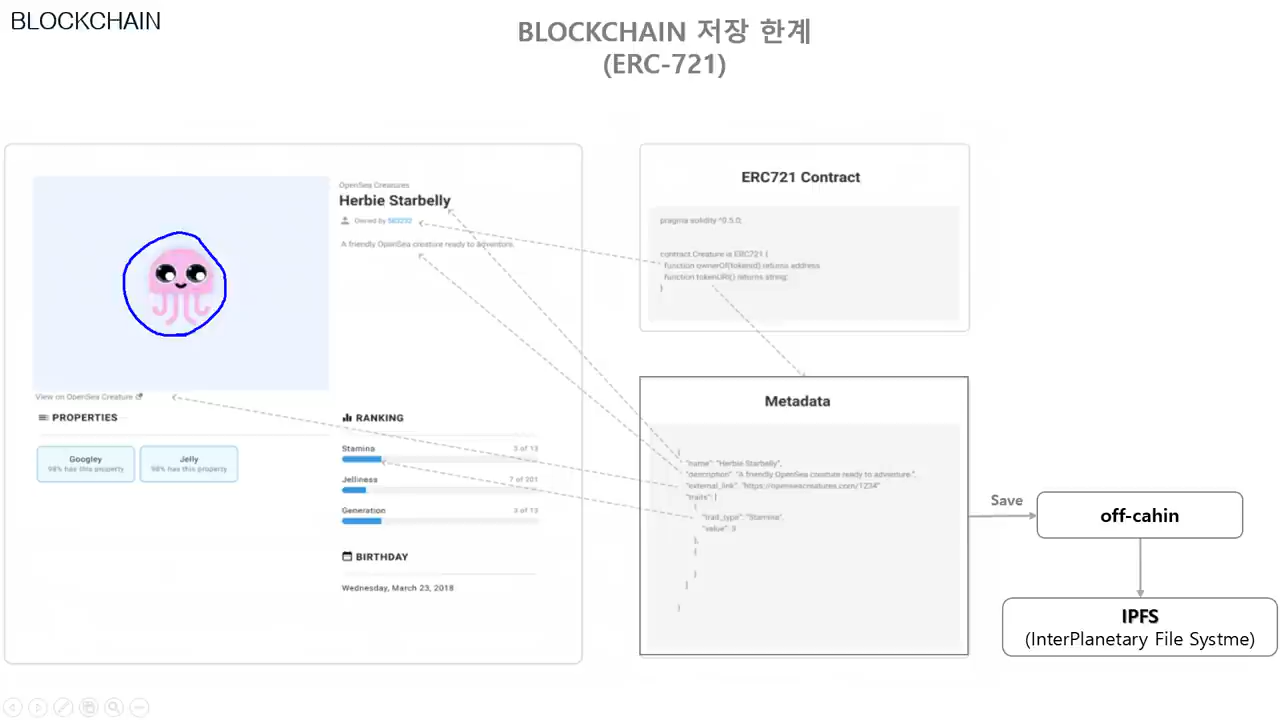 BLOCKCHAIN
BLOCKCHAIN 저장 한계
(ERC-721)
OpenSea Creatures
Herbie Starbelly
Owned By 583232
A friendly OpenSea creature ready to adventure.
View on OpenSea Creature
PROPERTIES
Googley
98% has this property
Jelly
98% has this property
RANKING
Stamina
3 of 13
Jelliness
7 of 201
Generation
3 of 13
BIRTHDAY
Wednesday, March 23, 2018
ERC721 Contract
pragma solidity ^0.5.0;
contract Creature is ERC721 {
function ownerOf(tokenid) returns address
function tokenURI() returns string;
}
Metadata
{
"name": "Herbie Starbelly",
"description": "A friendly OpenSea creature ready to adventure.",
"external_link": "https://openseacreatures.com/1234"
"traits": [
{
"trait_type": "Stamina",
"value": 3
},
{
}
]
}
Save
off-cahin
IPFS
(InterPlanetary File Systme)